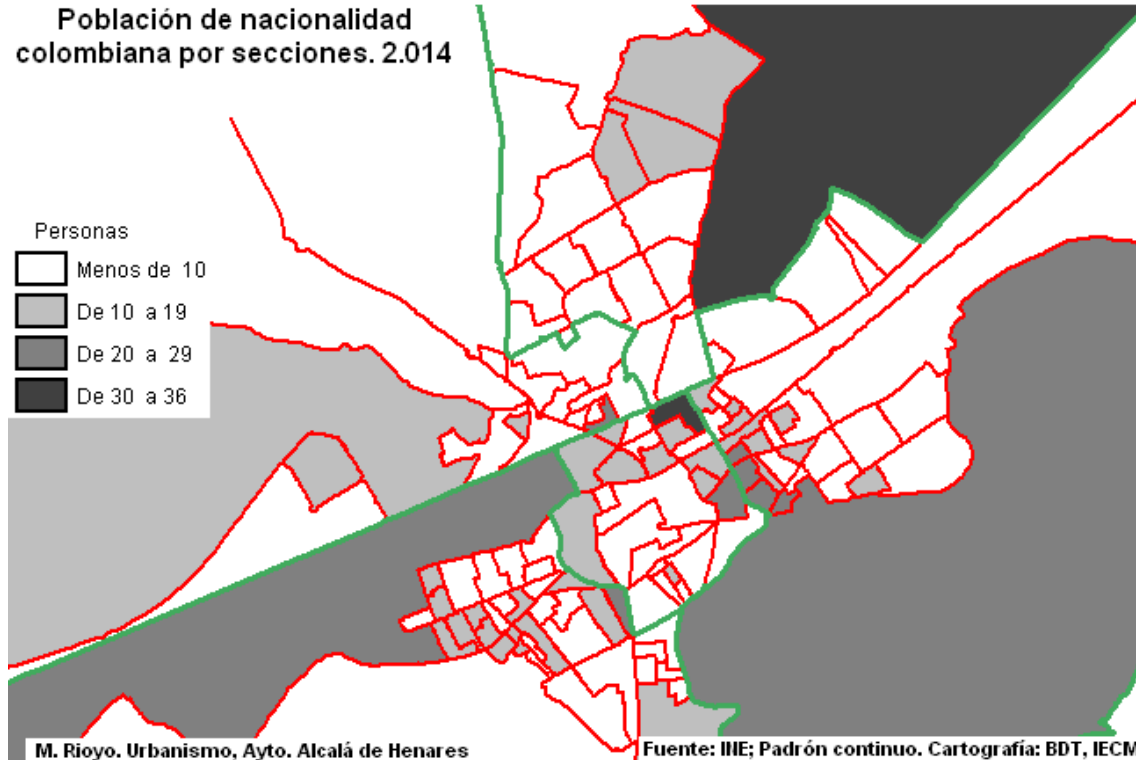 Población de nacionalidad
colombiana por secciones. 2.014
Personas
Menos de 10
De 10 a 19
De 20 a 29
De 30 a 36
M. Rioyo. Urbanismo, Ayto. Alcalá de Henares
Fuente: INE; Padrón continuo. Cartografía: BDT, IECM